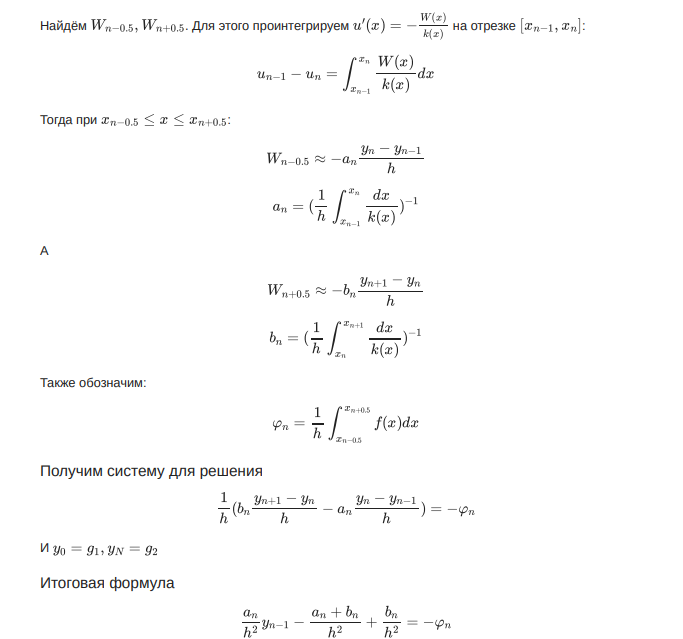 Найдём $W_{n-0.5}, W_{n+0.5}$. Для этого проинтегрируем $u'(x) = -\frac{W(x)}{k(x)}$ на отрезке $[x_{n-1}, x_n]$:
$u_{n-1} - u_n = \int_{x_{n-1}}^{x_n} \frac{W(x)}{k(x)} dx$
Тогда при $x_{n-0.5} \leq x \leq x_{n+0.5}$:
$W_{n-0.5} \approx -a_n \frac{y_n - y_{n-1}}{h}$
$a_n = (\frac{1}{h} \int_{x_{n-1}}^{x_n} \frac{dx}{k(x)})^{-1}$
А
$W_{n+0.5} \approx -b_n \frac{y_{n+1} - y_n}{h}$
$b_n = (\frac{1}{h} \int_{x_n}^{x_{n+1}} \frac{dx}{k(x)})^{-1}$
Также обозначим:
$\varphi_n = \frac{1}{h} \int_{x_{n-0.5}}^{x_{n+0.5}} f(x)dx$
Получим систему для решения
$\frac{1}{h}(b_n \frac{y_{n+1} - y_n}{h} - a_n \frac{y_n - y_{n-1}}{h}) = -\varphi_n$
И $y_0 = g_1, y_N = g_2$
Итоговая формула
$\frac{a_n}{h^2} y_{n-1} - \frac{a_n + b_n}{h^2} + \frac{b_n}{h^2} = -\varphi_n$